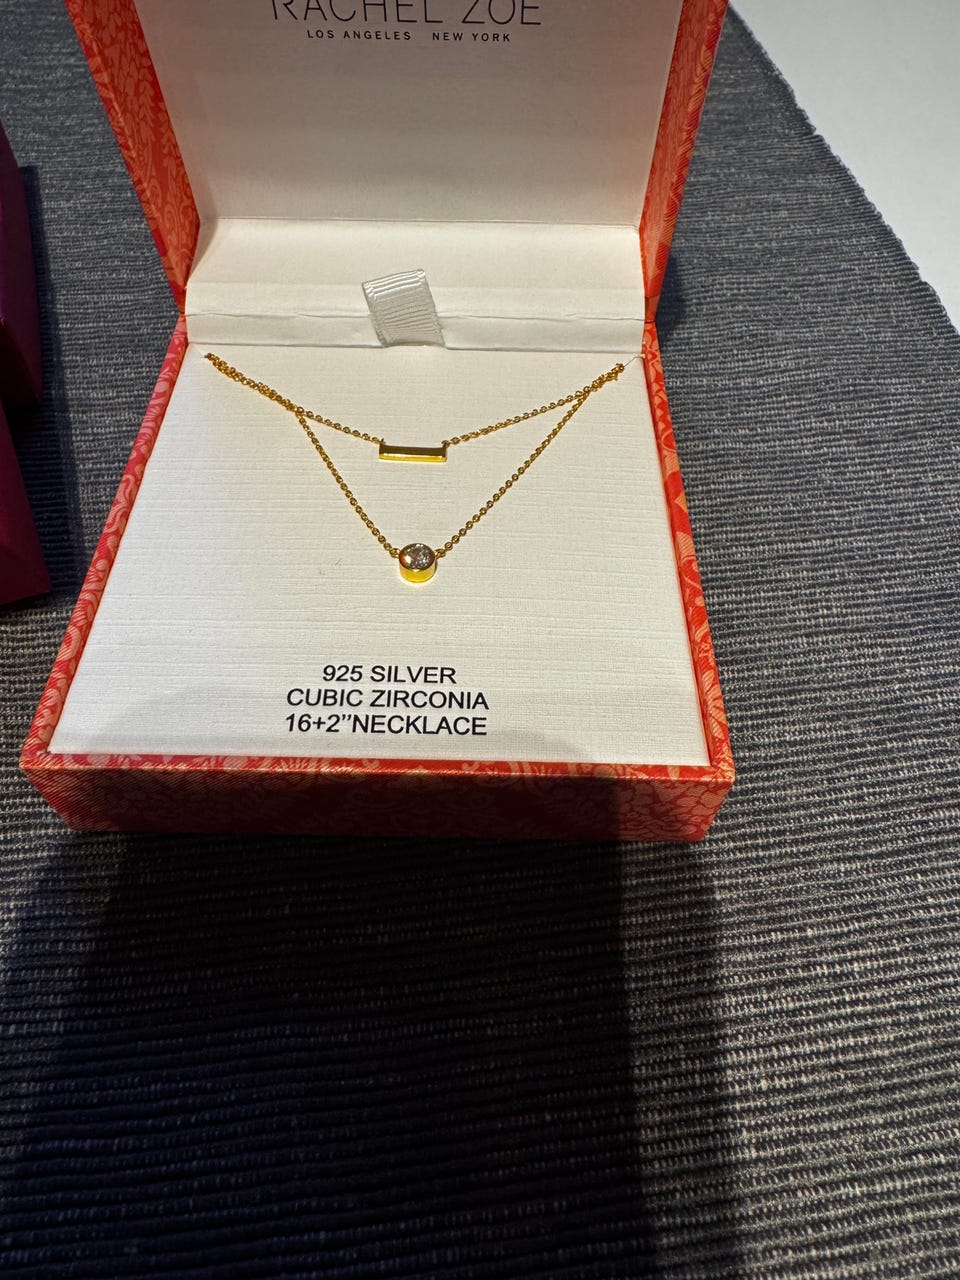 RACHEL ZOE
LOS ANGELES NEW YORK
925 SILVER
CUBIC ZIRCONIA
16+2’’NECKLACE